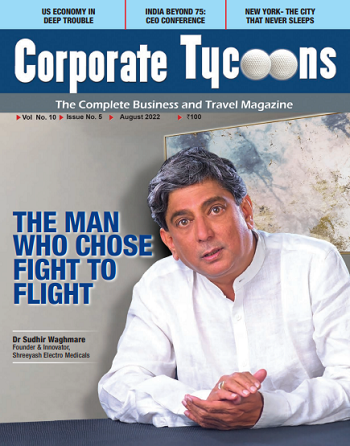 US ECONOMY IN
DEEP TROUBLE
INDIA BEYOND 75:
CEO CONFERENCE
NEW YORK- THE CITY
THAT NEVER SLEEPS
Corporate Tycoons
The Complete Business and Travel Magazine
Vol No. 10 Issue No. 5 August 2022 ₹100
THE MAN
WHO CHOSE
FIGHT TO
FLIGHT
Dr Sudhir Waghmare
Founder & Innovator,
Shreeyash Electro Medicals